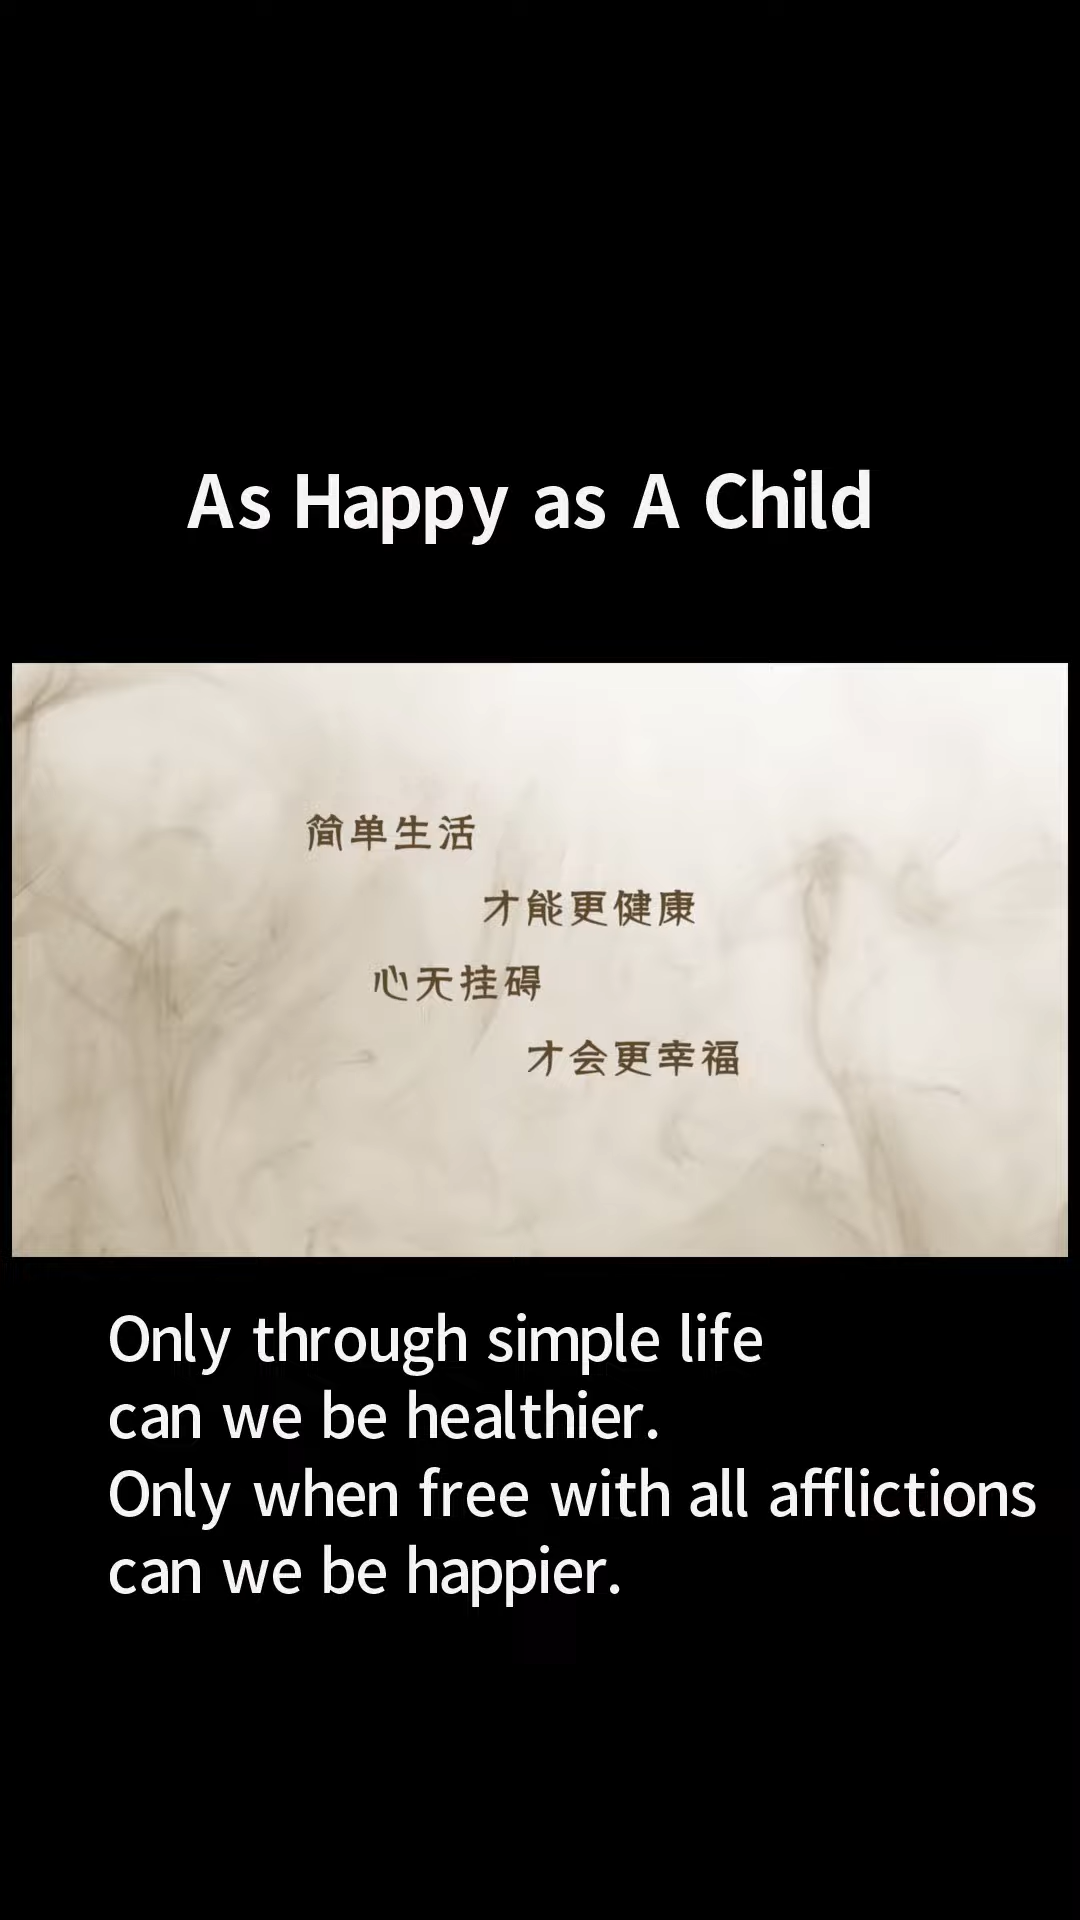 As Happy as A Child
简单生活
才能更健康
心无挂碍
才会更幸福
Only through simple life
can we be healthier.
Only when free with all afflictions
can we be happier.